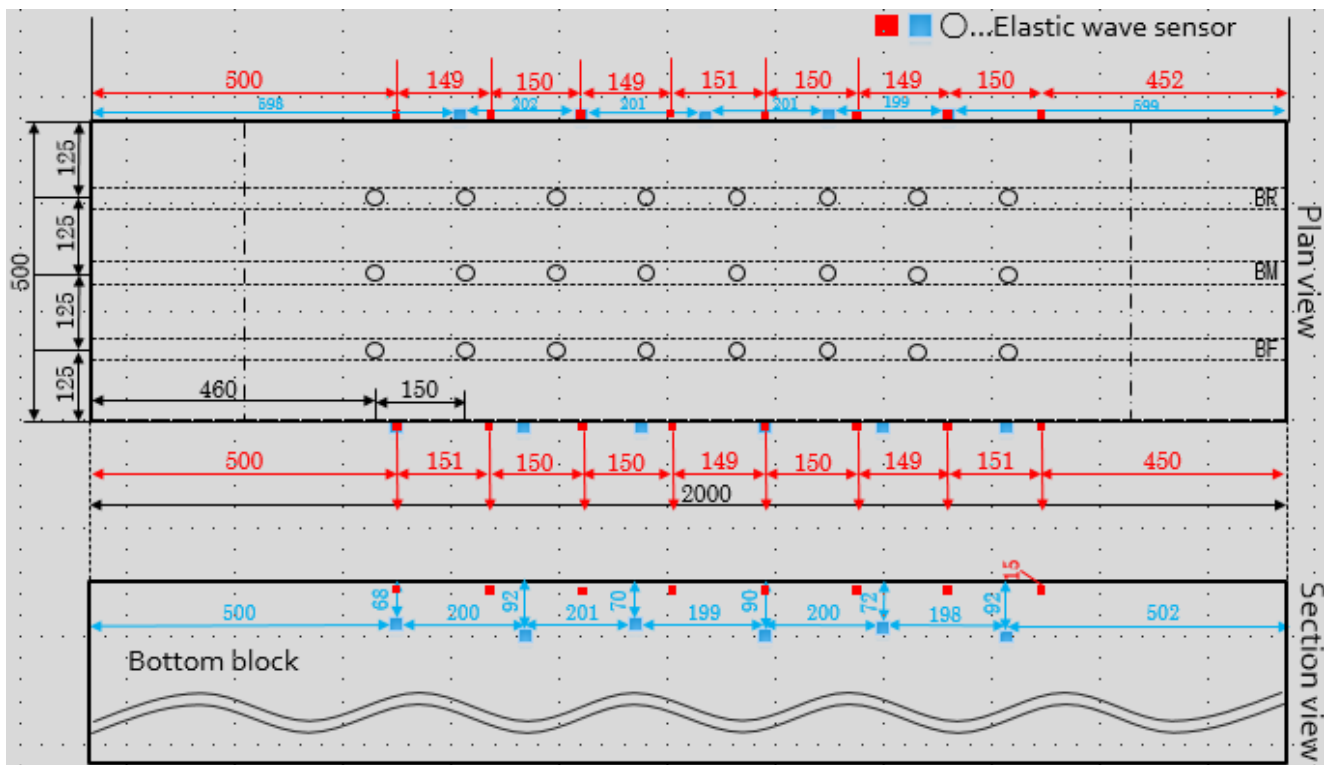 ...Elastic wave sensor
500 149 150 149 151 150 149 150 452
598 202 201 201 199 599
125
125
125
125
500
BR
BM
BF
Plan view
460 150
500 151 150 150 149 150 149 151 450
2000
15
68 92 70 90 72 92
500 200 201 199 200 198 502
Bottom block
Section view